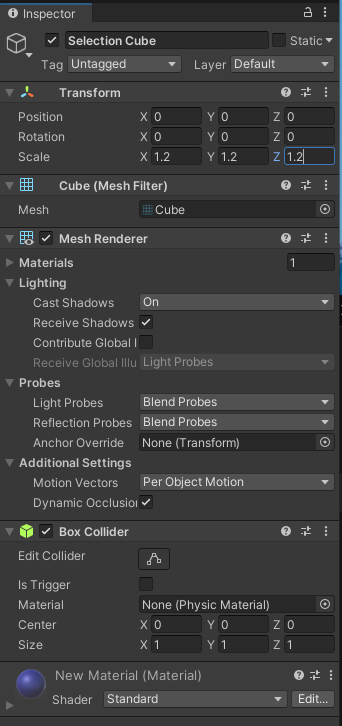 Inspector
Selection Cube Static
Tag Untagged Layer Default
Transform
Position X 0 Y 0 Z 0
Rotation X 0 Y 0 Z 0
Scale X 1.2 Y 1.2 Z 1.2
Cube (Mesh Filter)
Mesh Cube
Mesh Renderer
Materials 1
Lighting
Cast Shadows On
Receive Shadows
Contribute Global I
Receive Global Illu Light Probes
Probes
Light Probes Blend Probes
Reflection Probes Blend Probes
Anchor Override None (Transform)
Additional Settings
Motion Vectors Per Object Motion
Dynamic Occlusion
Box Collider
Edit Collider
Is Trigger
Material None (Physic Material)
Center X 0 Y 0 Z 0
Size X 1 Y 1 Z 1
New Material (Material)
Shader Standard Edit...